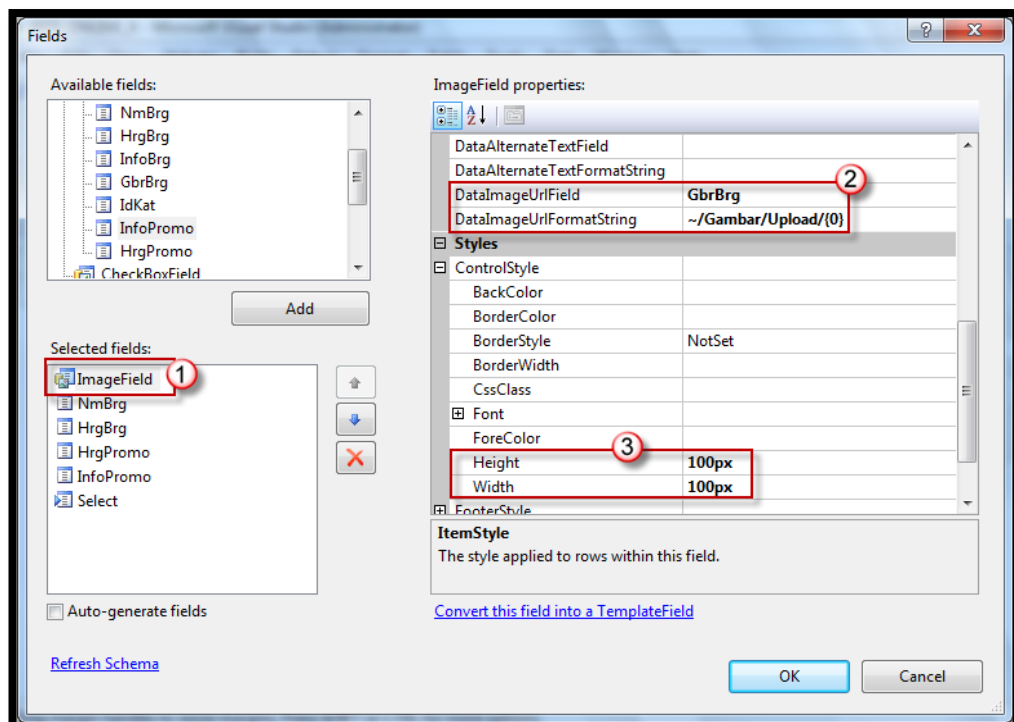 Fields
Available fields:
NmBrg
HrgBrg
InfoBrg
GbrBrg
IdKat
InfoPromo
HrgPromo
CheckBoxField
Add
Selected fields:
ImageField 1
NmBrg
HrgBrg
HrgPromo
InfoPromo
Select
Auto-generate fields
Refresh Schema
ImageField properties:
DataAlternateTextField
DataAlternateTextFormatString
2
DataImageUrlField GbrBrg
DataImageUrlFormatString ~/Gambar/Upload/{0}
Styles
ControlStyle
BackColor
BorderColor
BorderStyle NotSet
BorderWidth
CssClass
Font
ForeColor
3
Height 100px
Width 100px
FooterStyle
ItemStyle
The style applied to rows within this field.
Convert this field into a TemplateField
OK Cancel